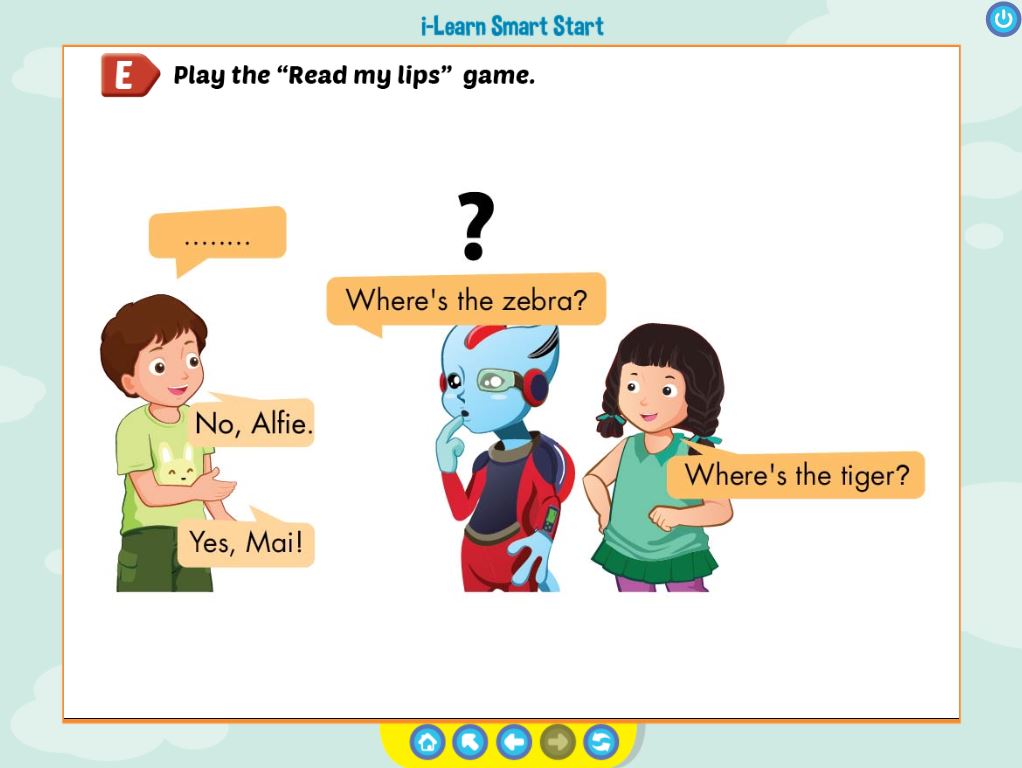 i-Learn Smart Start
E Play the “Read my lips” game.
........
?
Where's the zebra?
No, Alfie.
Where's the tiger?
Yes, Mai!